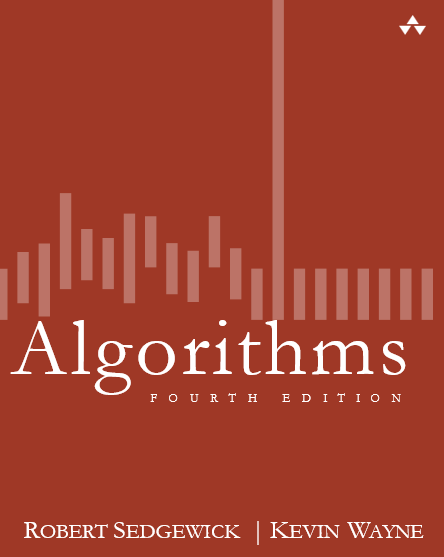 Algorithms
FOURTH EDITION
ROBERT SEDGEWICK | KEVIN WAYNE